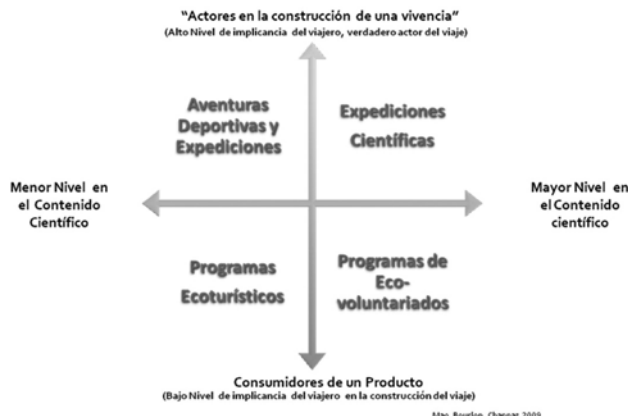 “Actores en la construcción de una vivencia”
(Alto Nivel de implicancia del viajero, verdadero actor del viaje)
Aventuras
Deportivas y
Expediciones
Expediciones
Científicas
Menor Nivel en
el Contenido
Científico
Mayor Nivel en
el Contenido
científico
Programas
Ecoturísticos
Programas de
Eco-
voluntariados
Consumidores de un Producto
(Bajo Nivel de implicancia del viajero en la construcción del viaje)
Bourlon, 2009